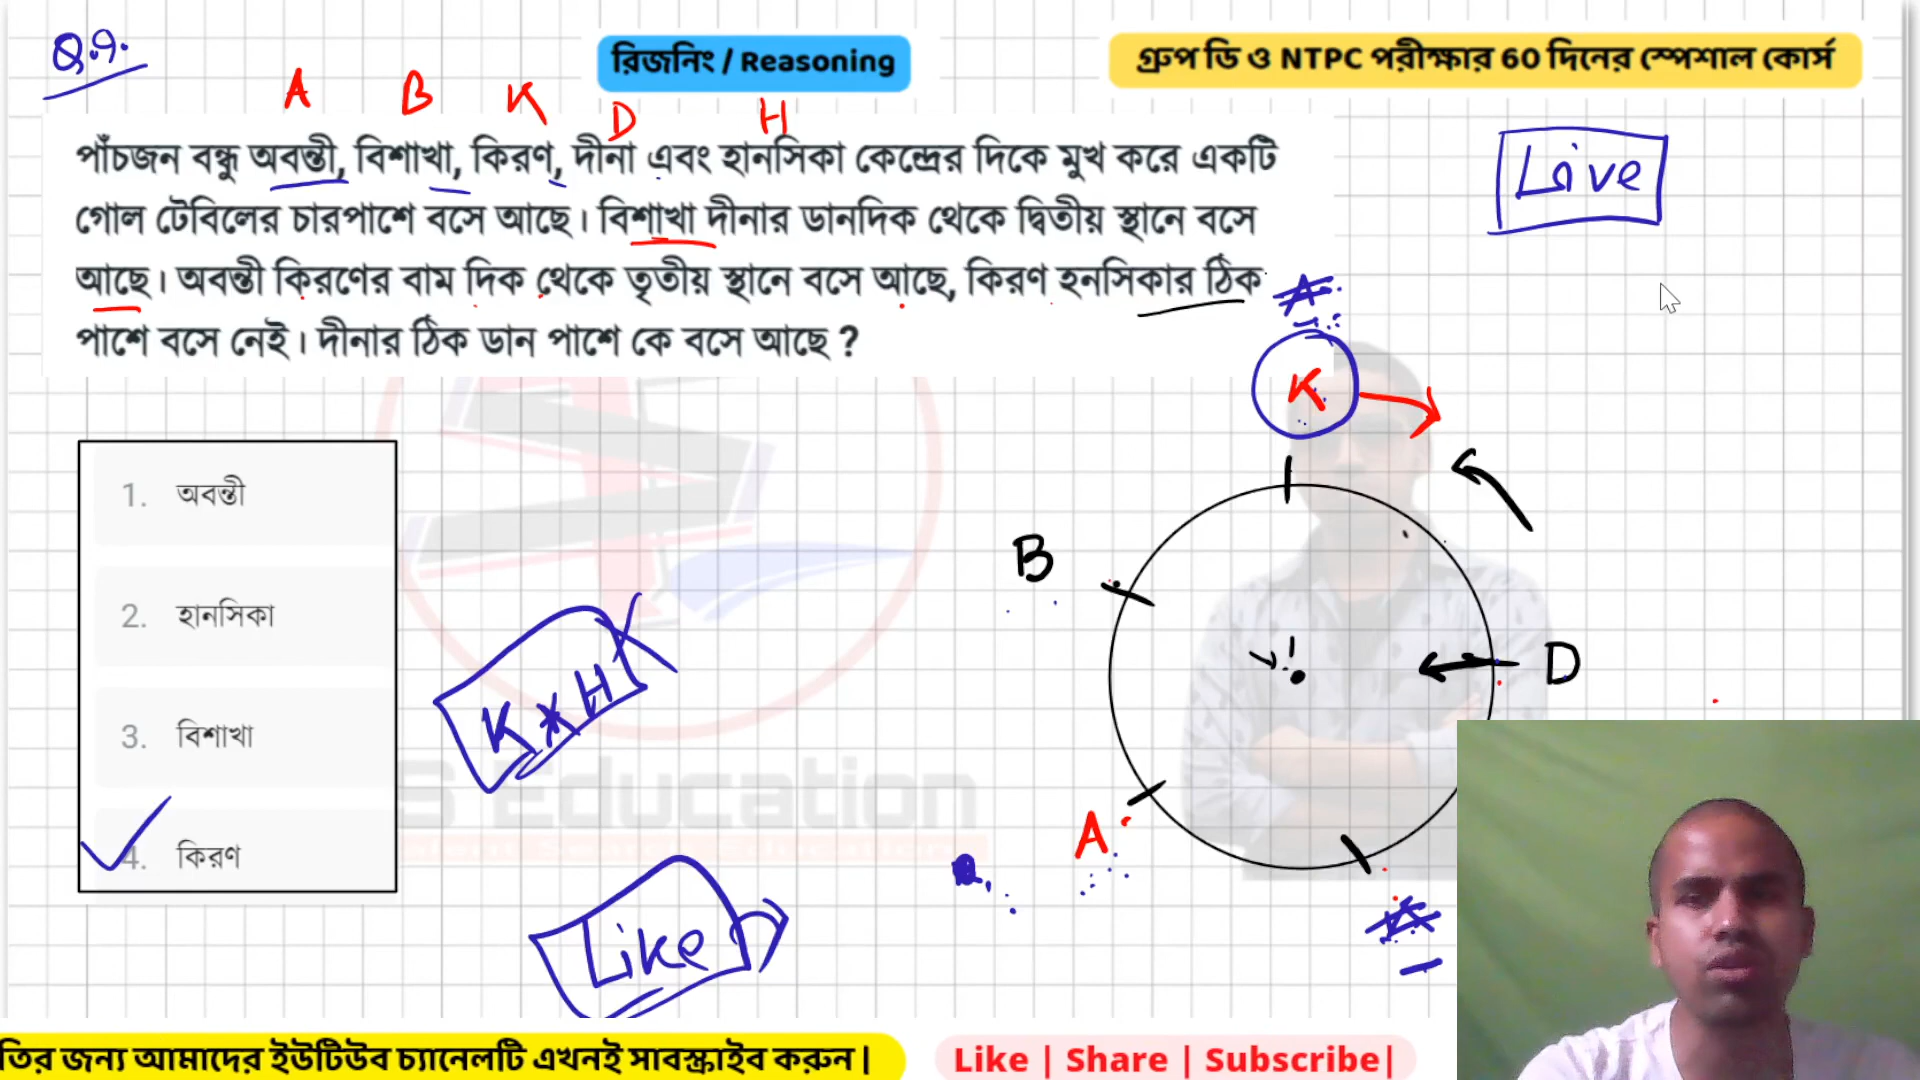 Q.9.
রিজনিং / Reasoning
গ্রুপ ডি ও NTPC পরীক্ষার 60 দিনের স্পেশাল কোর্স
A B K D H
পাঁচজন বন্ধু অবন্তী, বিশাখা, কিরণ, দীনা এবং হানসিকা কেন্দ্রের দিকে মুখ করে একটি
গোল টেবিলের চারপাশে বসে আছে। বিশাখা দীনার ডানদিক থেকে দ্বিতীয় স্থানে বসে
আছে। অবন্তী কিরণের বাম দিক থেকে তৃতীয় স্থানে বসে আছে, কিরণ হনসিকার ঠিক
পাশে বসে নেই। দীনার ঠিক ডান পাশে কে বসে আছে ?
Live
A
K
B
D
A
1. অবন্তী
2. হানসিকা
3. বিশাখা
4. কিরণ
K H
Like
S Education
তির জন্য আমাদের ইউটিউব চ্যানেলটি এখনই সাবস্ক্রাইব করুন |
Like | Share | Subscribe|